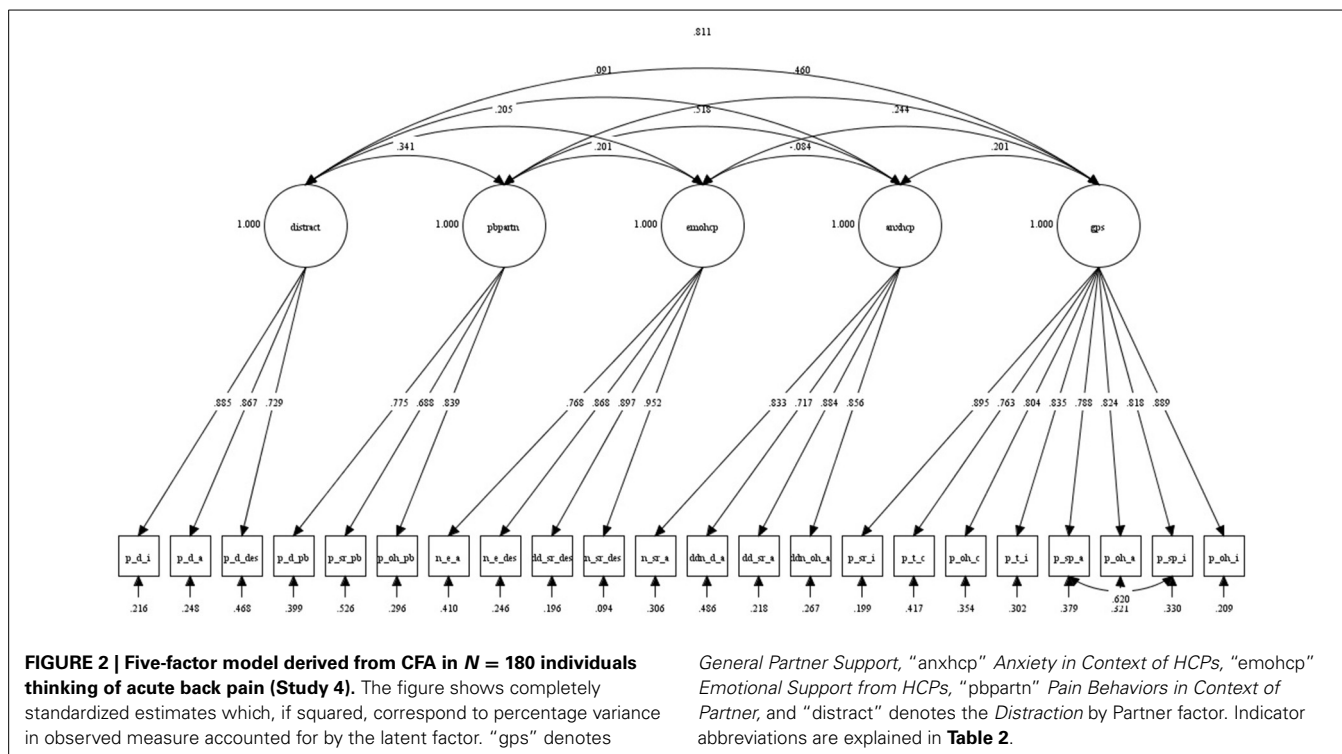 .811
.091 .460
.205 .518 .244
.341 .201 -.084 .201
1.000 distract 1.000 pbpartn 1.000 emohcp 1.000 anxhcp 1.000 gps
.885 .867 .729 .775 .688 .839 .768 .868 .897 .952 .833 .717 .884 .856 .895 .763 .804 .835 .788 .824 .818 .889
p_d_i p_d_a p_d_des p_d_pb p_sr_pb p_oh_pb n_e_a n_e_des dd_sr_des n_sr_des n_sr_a ddn_d_a dd_sr_a ddn_oh_a p_sr_i p_t_c p_oh_c p_t_i p_sp_a p_oh_a p_sp_i p_oh_i
.620
.216 .248 .468 .399 .526 .296 .410 .246 .196 .094 .306 .486 .218 .267 .199 .417 .354 .302 .379 .321 .330 .209
FIGURE 2 | Five-factor model derived from CFA in N = 180 individuals
thinking of acute back pain (Study 4). The figure shows completely
standardized estimates which, if squared, correspond to percentage variance
in observed measure accounted for by the latent factor. “gps” denotes
General Partner Support, “anxhcp” Anxiety in Context of HCPs, “emohcp”
Emotional Support from HCPs, “pbpartn” Pain Behaviors in Context of
Partner, and “distract” denotes the Distraction by Partner factor. Indicator
abbreviations are explained in Table 2.